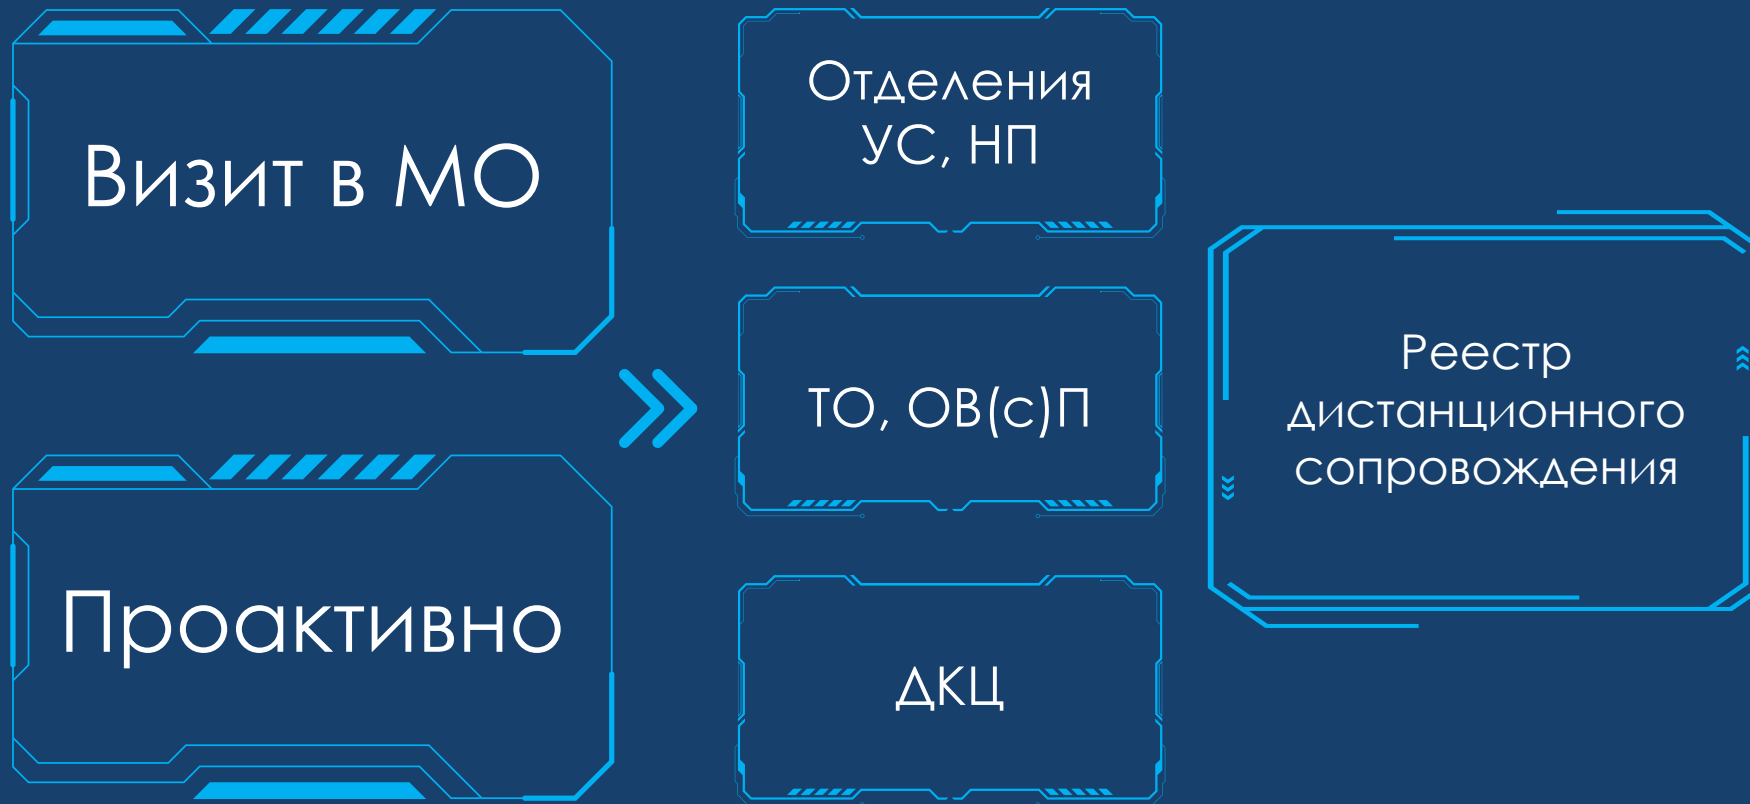 Визит в МО
Проактивно
Отделения
УС, НП
ТО, ОВ(с)П
ДКЦ
Реестр
дистанционного
сопровождения